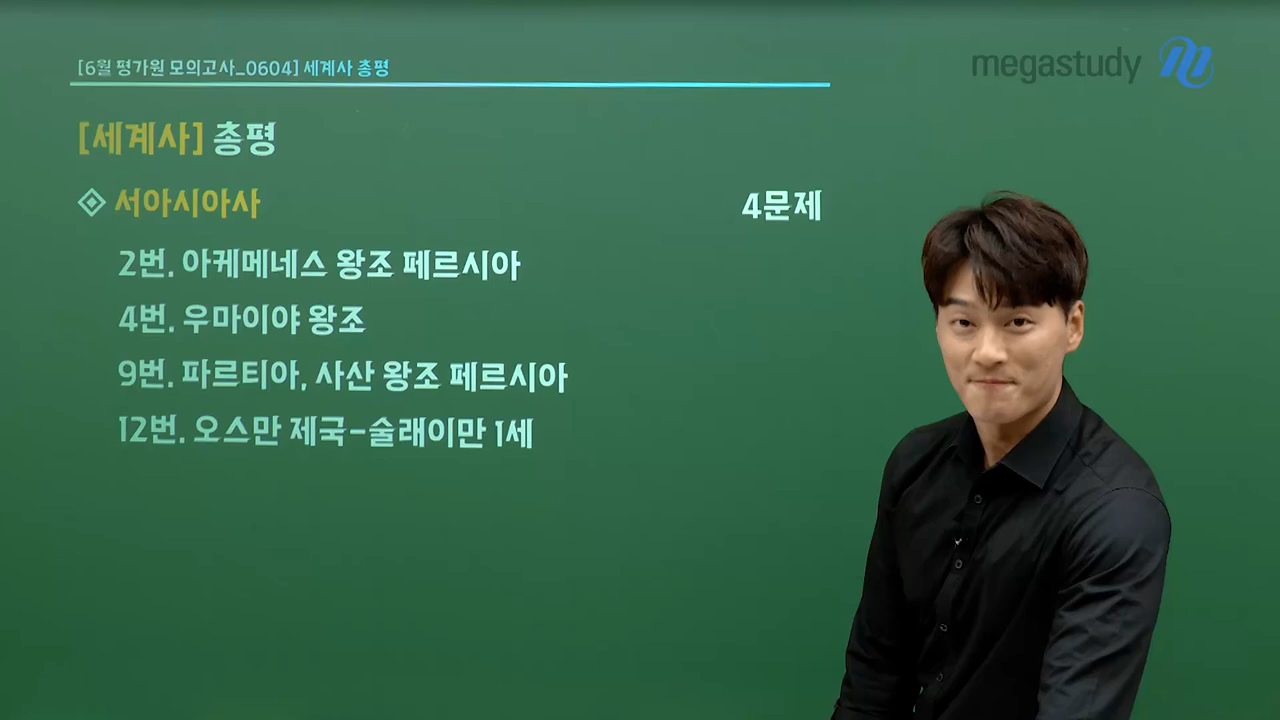 [6월 평가원 모의고사_0604] 세계사 총평
megastudy
[세계사] 총평
서아시아사 4문제
2번. 아케메네스 왕조 페르시아
4번. 우마이야 왕조
9번. 파르티아, 사산 왕조 페르시아
12번. 오스만 제국-술래이만 1세